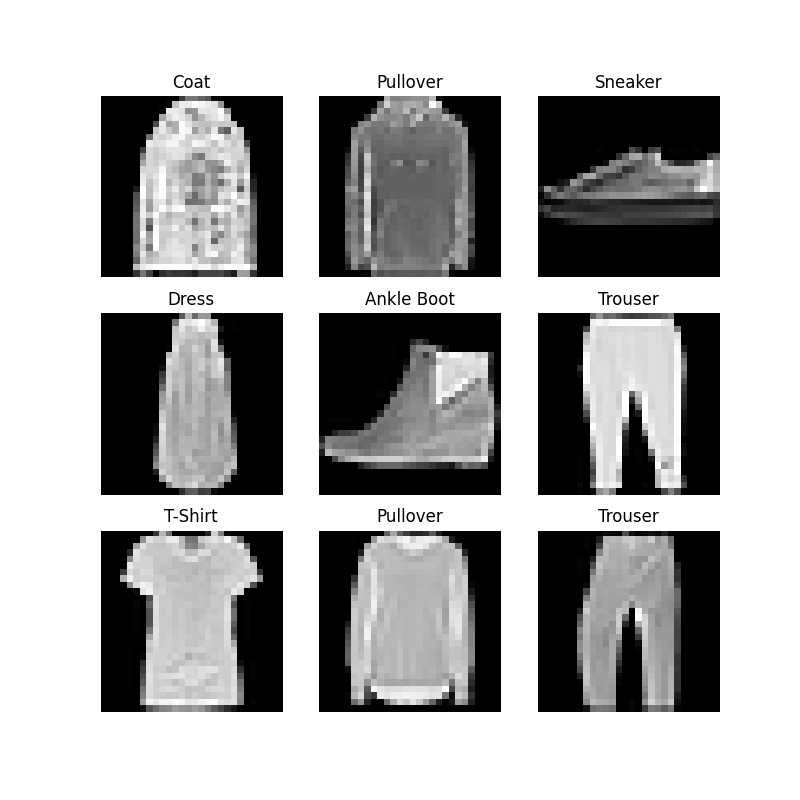 Coat
Pullover
Sneaker
Dress
Ankle Boot
Trouser
T-Shirt
Pullover
Trouser